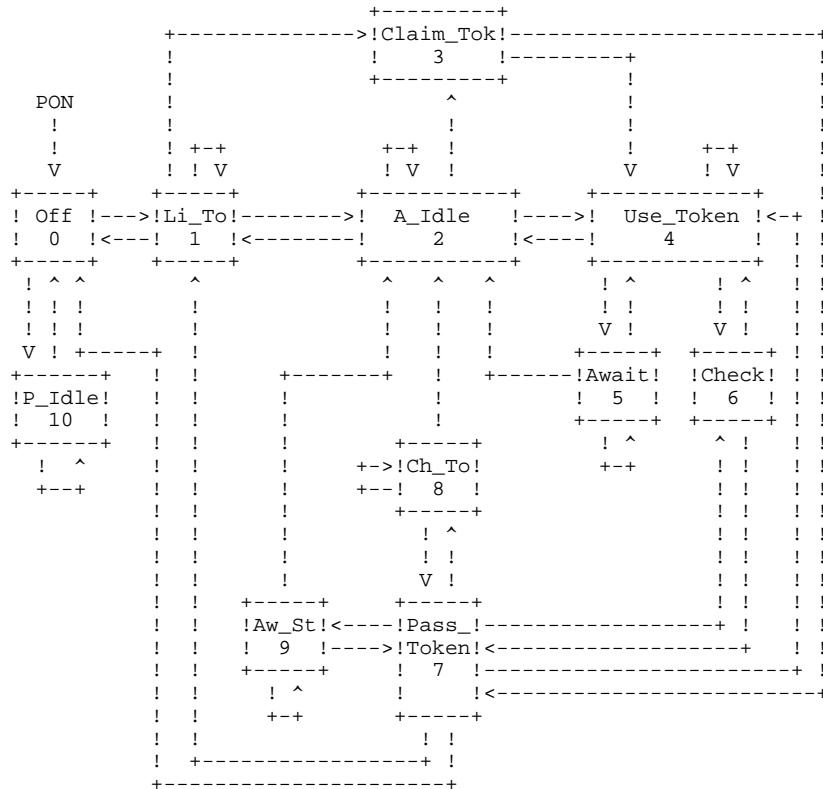 Claim_Tok
3
PON
Off
0
Li_To
1
A_Idle
2
Use_Token
4
P_Idle
10
Await
5
Check
6
Ch_To
8
Aw_St
9
Pass_
Token
7